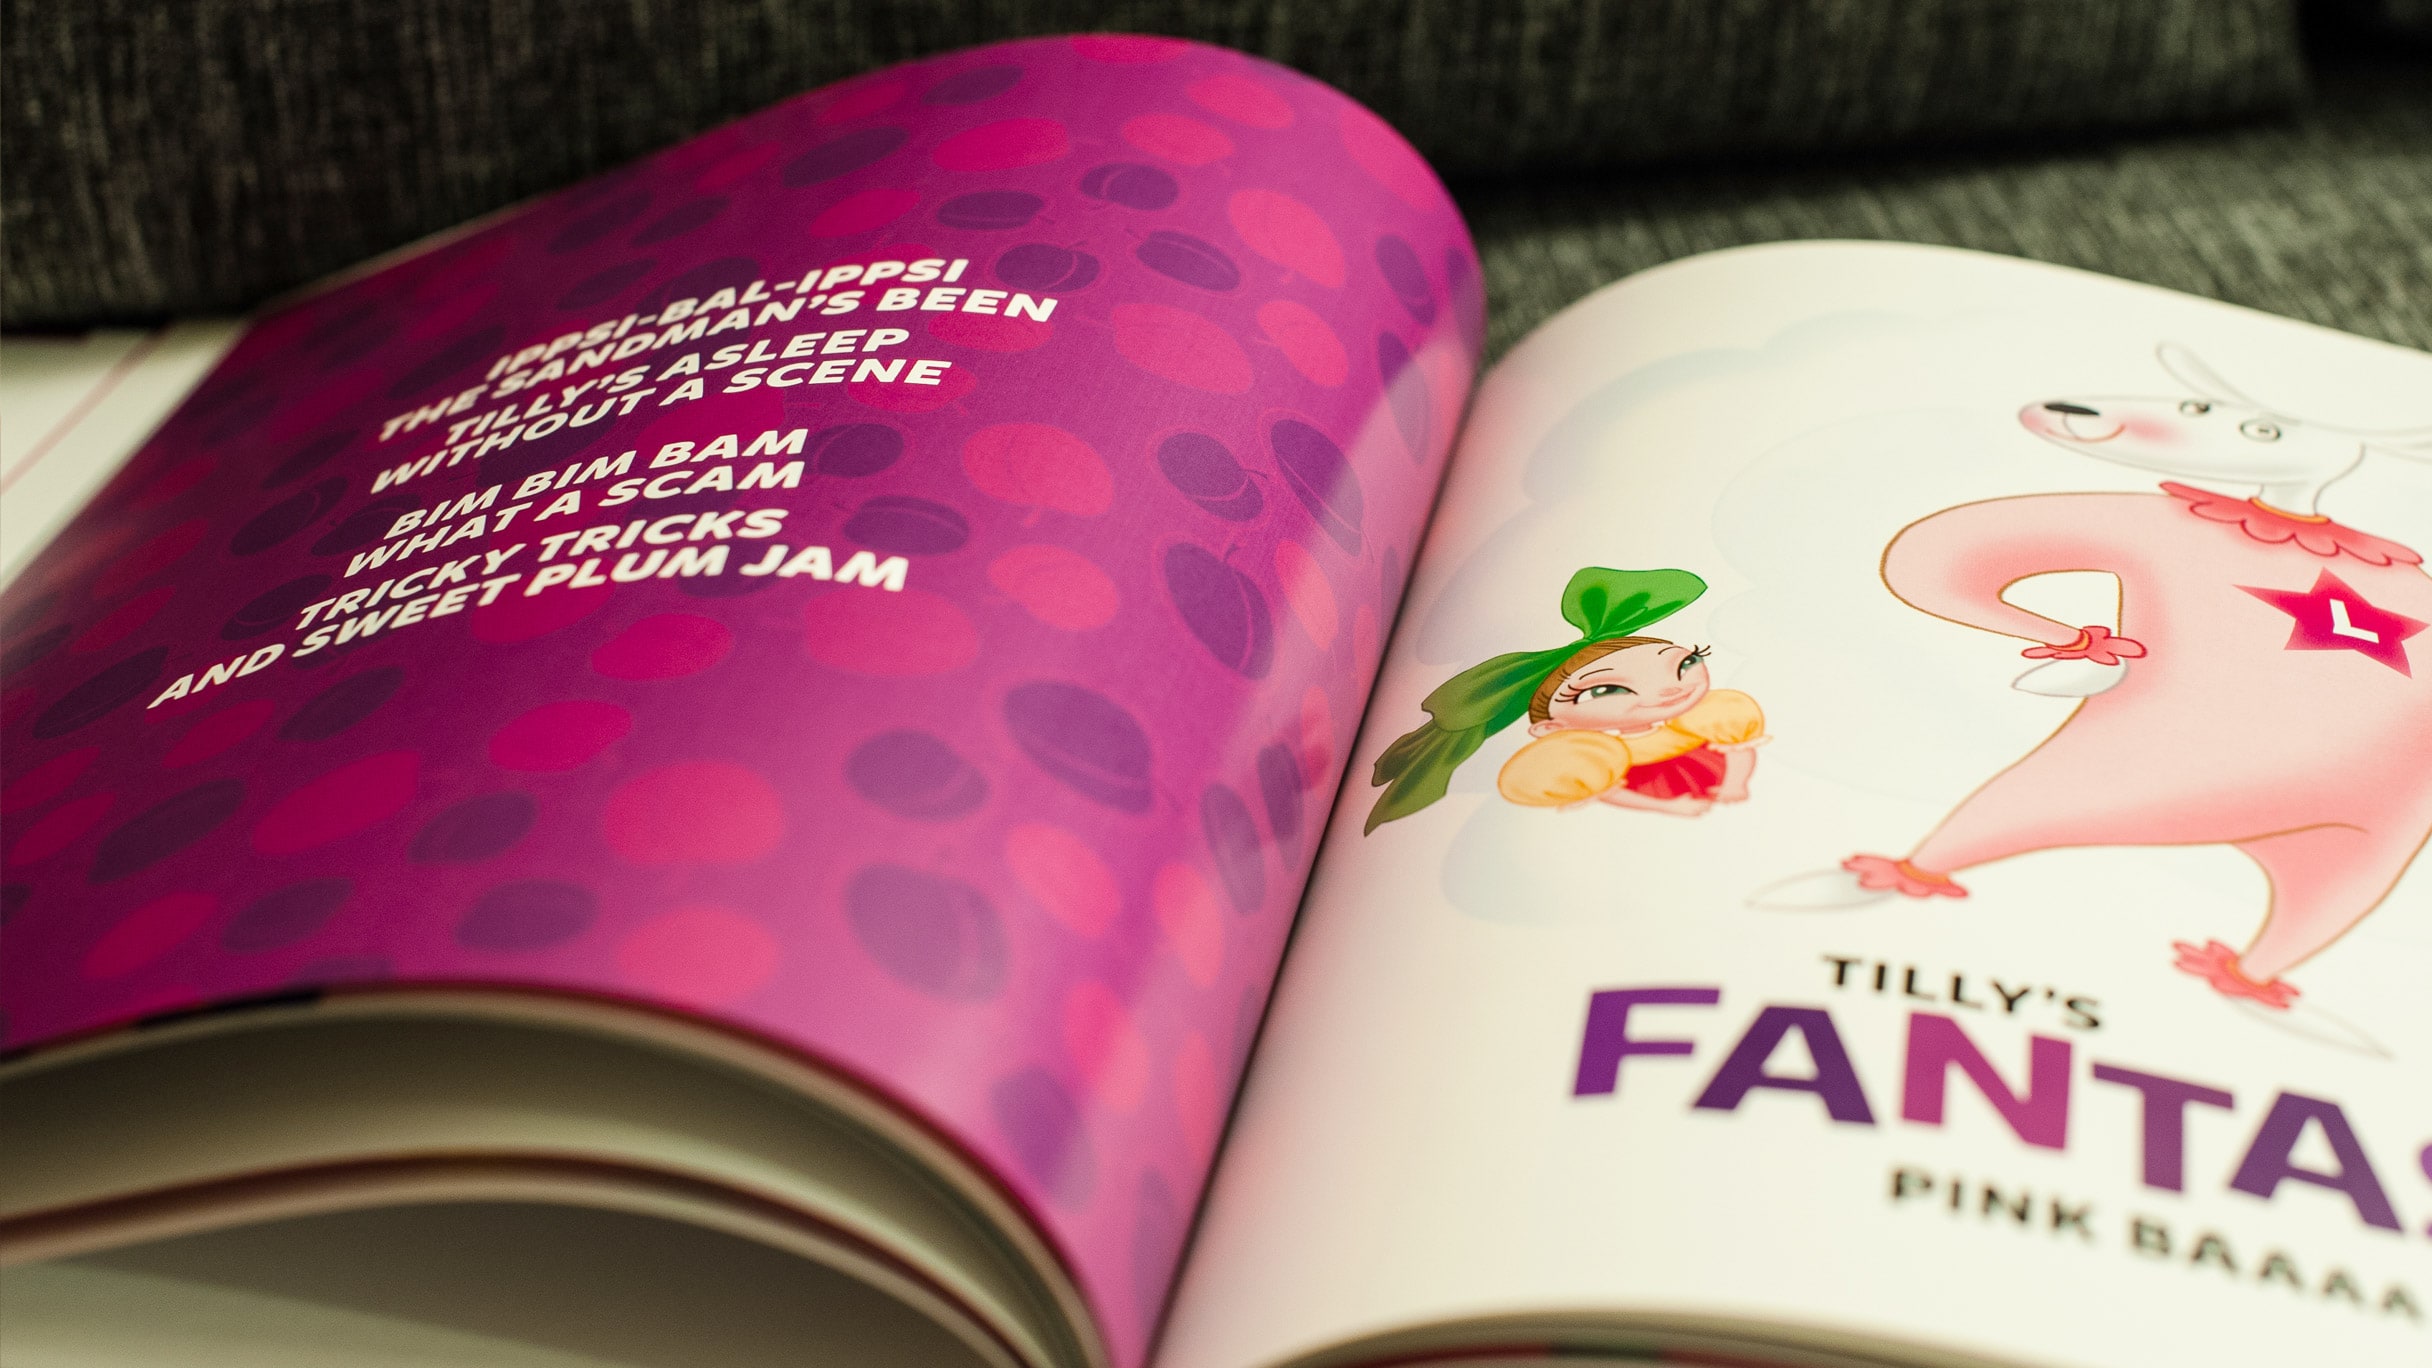 IPPSI-BAL-IPPSI
THE SANDMAN'S BEEN
TILLY'S ASLEEP
WITHOUT A SCENE
BIM BIM BAM
WHAT A SCAM
TRICKY TRICKS
AND SWEET PLUM JAM
L
TILLY'S
FANTA
PINK BAAAA